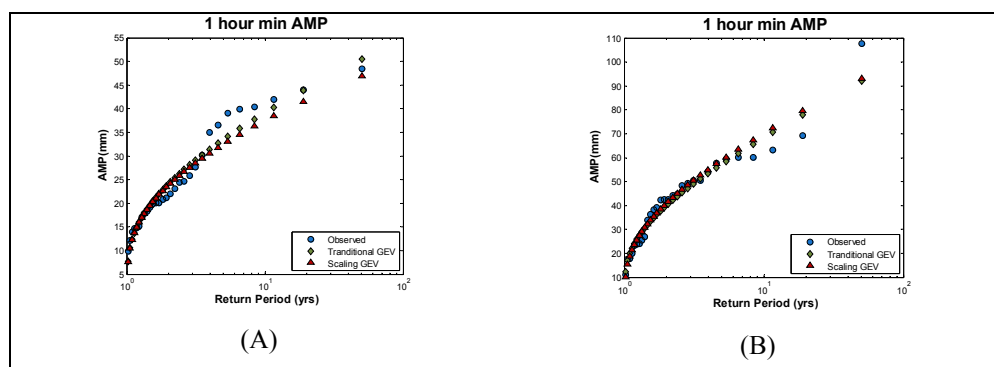 1 hour min AMP
55
50
45
40
35
30
25
20
15
10
5
AMP(mm)
10^0
10^1
10^2
Return Period (yrs)
Observed
Tranditional GEV
Scaling GEV
(A)
1 hour min AMP
110
100
90
80
70
60
50
40
30
20
10
AMP(mm)
10^0
10^1
10^2
Return Period (yrs)
Observed
Tranditional GEV
Scaling GEV
(B)